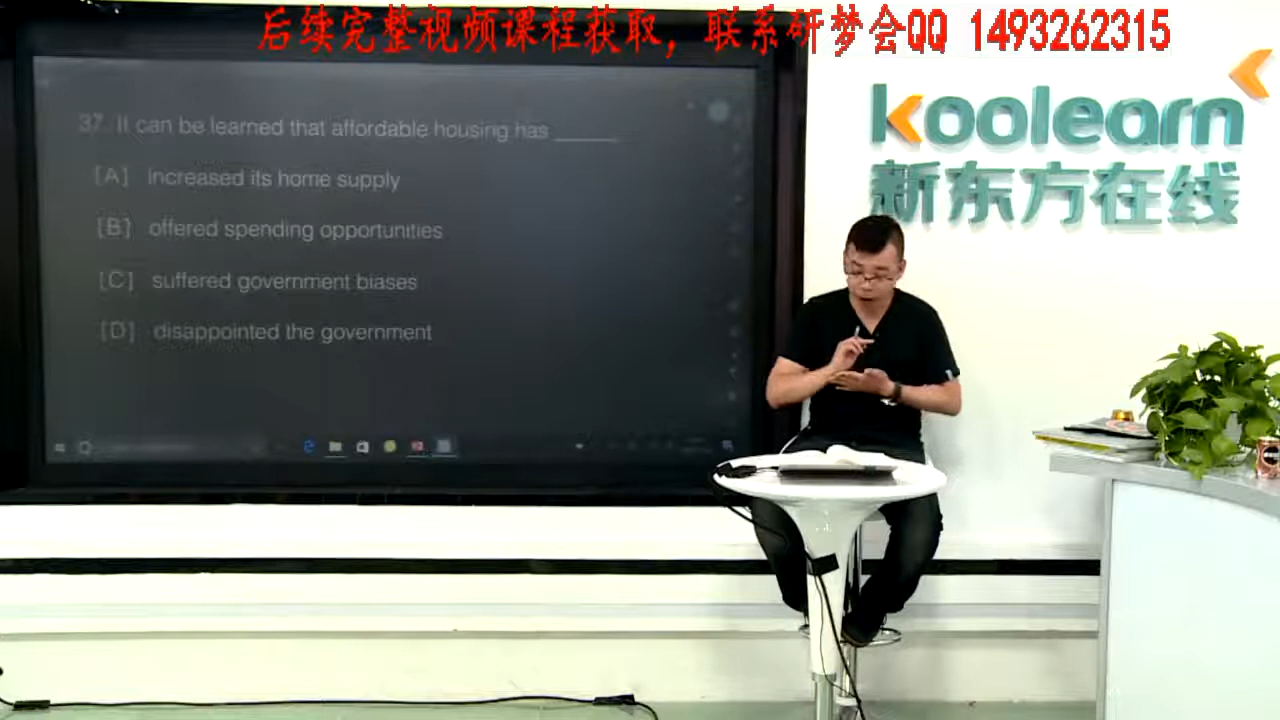 后续完整视频课程获取，联系研梦会QQ 1493262315
koolearn
新东方在线
37. It can be learned that affordable housing has ______
[A] increased its home supply
[B] offered spending opportunities
[C] suffered government biases
[D] disappointed the government